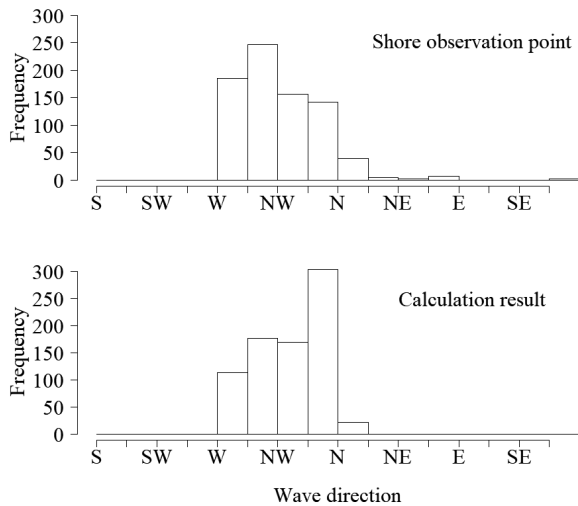 300
250
200
150
100
50
0
Frequency
Shore observation point
S SW W NW N NE E SE
300
250
200
150
100
50
0
Frequency
Calculation result
S SW W NW N NE E SE
Wave direction